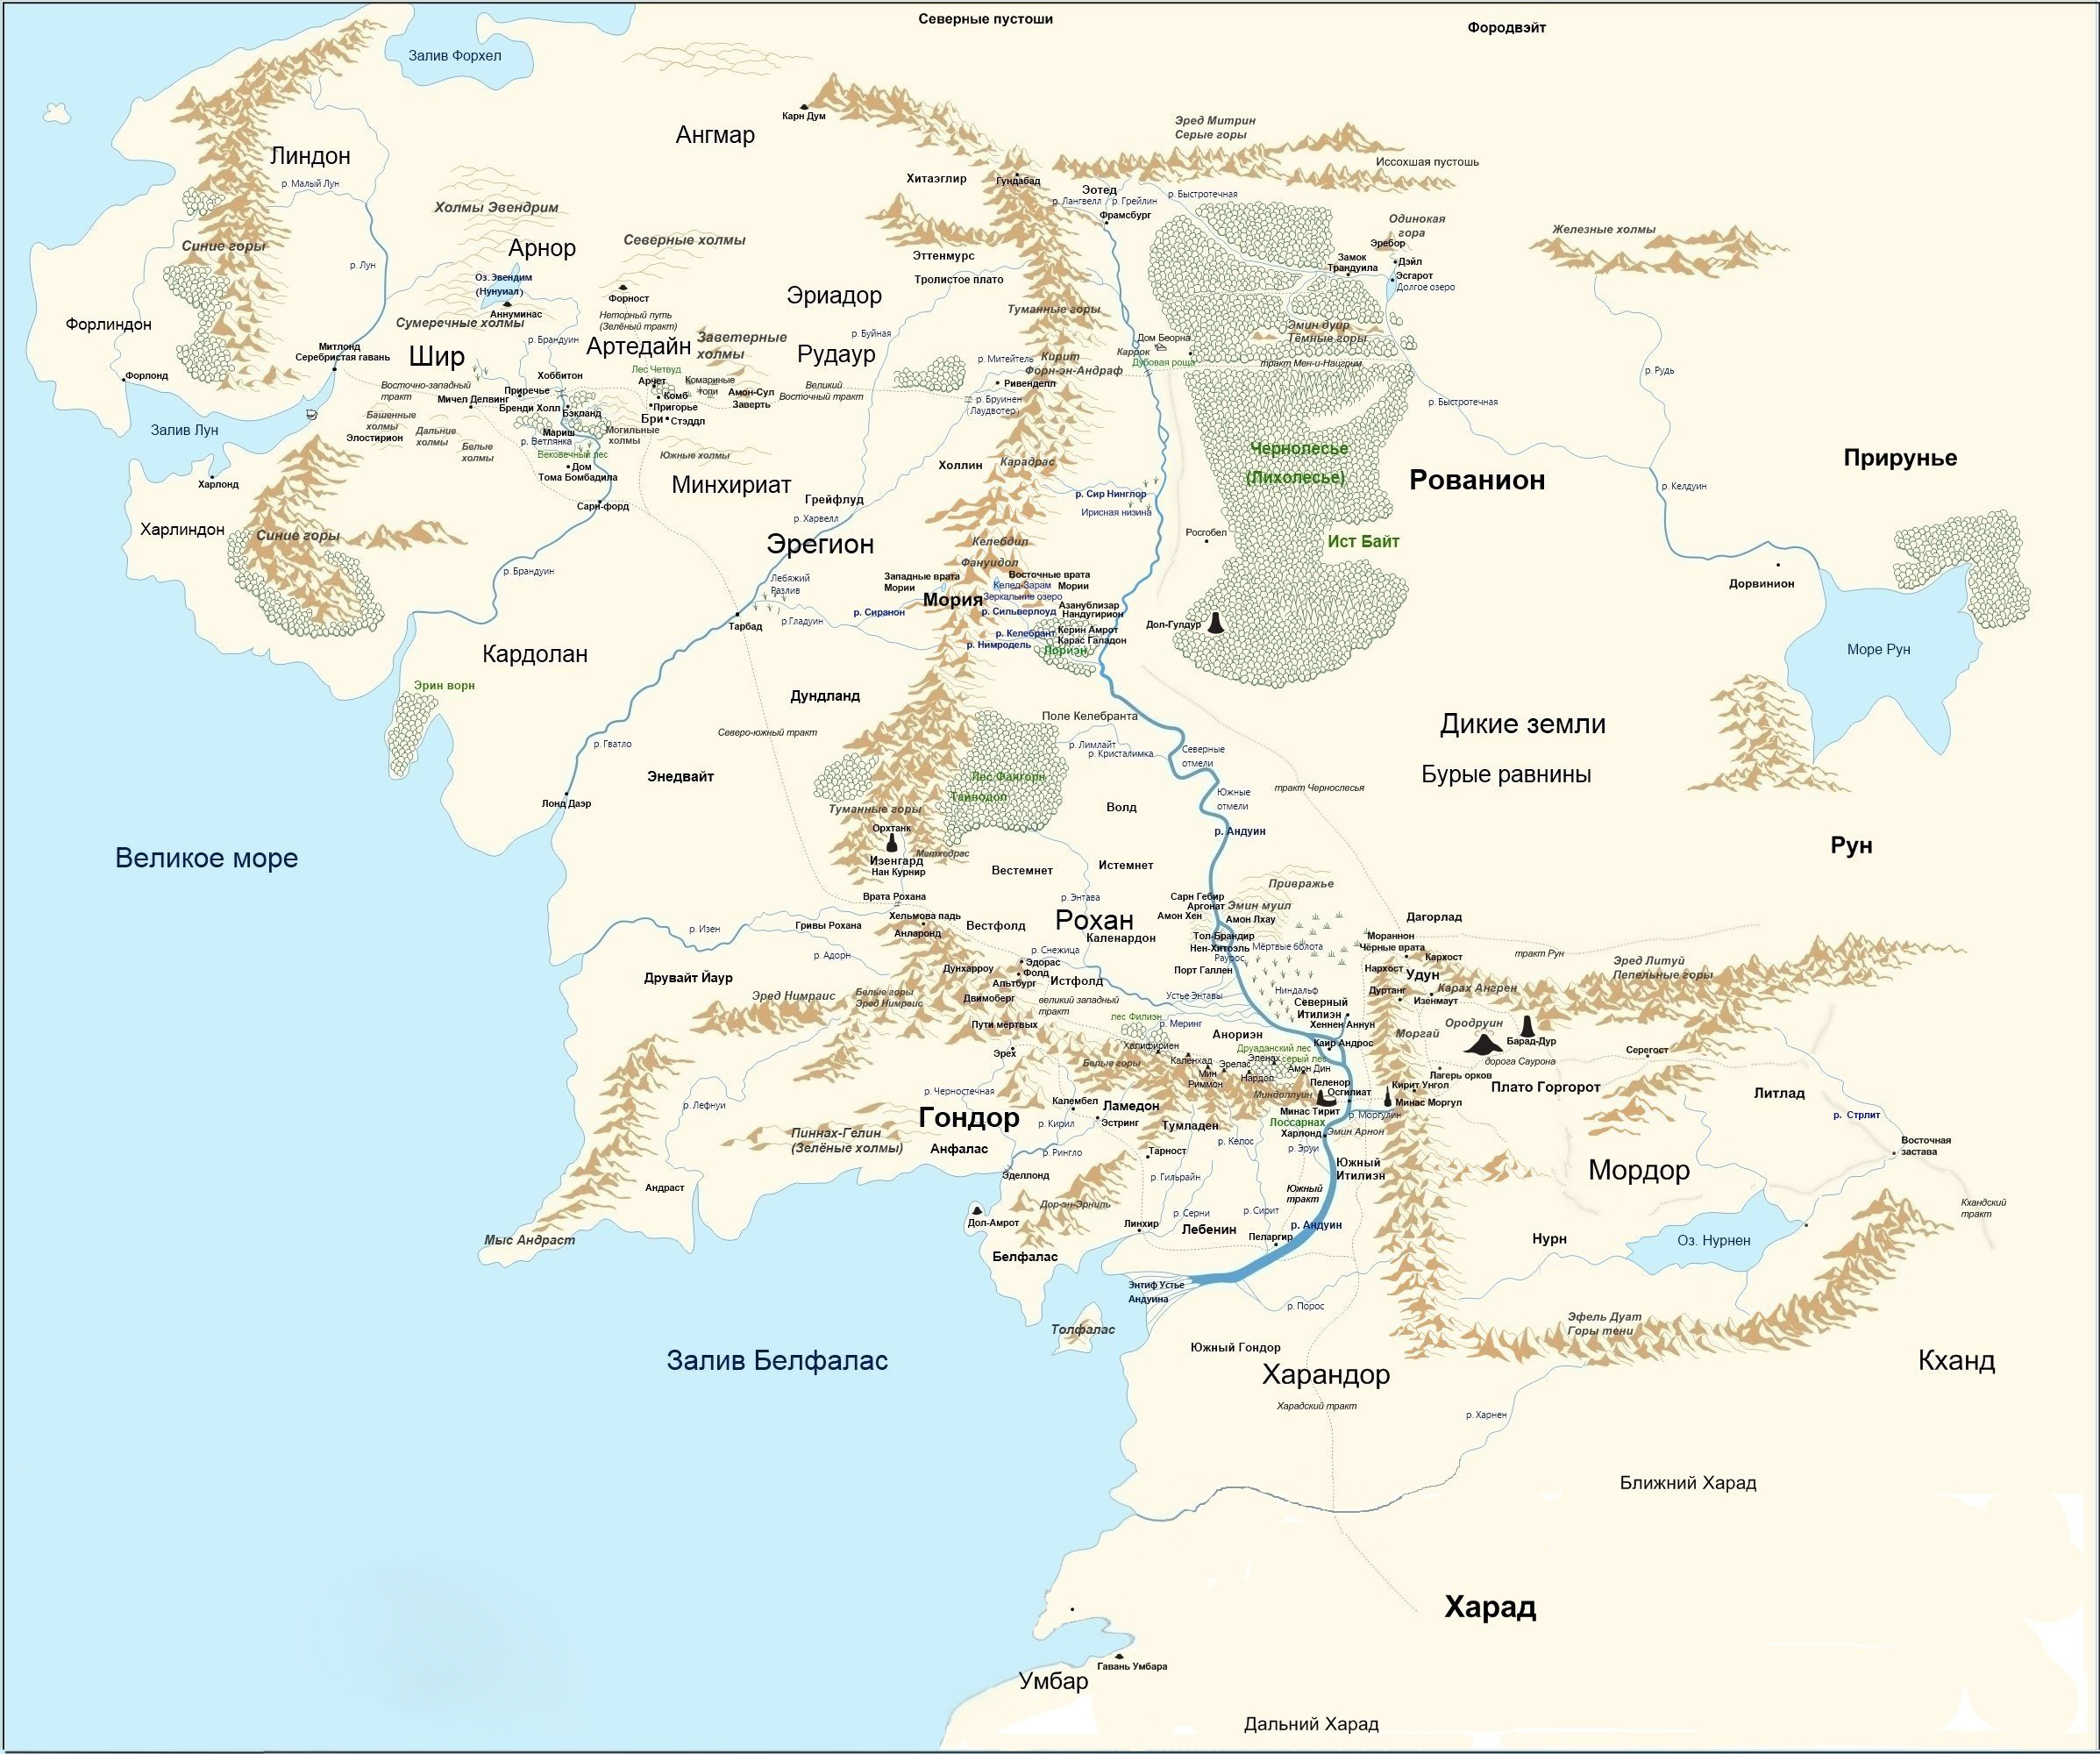 Северные пустоши
Фородвэйт
Залив Форхел
Карн Дум
Ангмар
Эред Митрин
Серые горы
Иссохшая пустошь
Линдон
р. Малый Лун
Хитаэглир
Гундабад
Эотед
р. Лангвелл
р. Грейлин
р. Быстротечная
Фрамсбург
Холмы Эвендрим
Одинокая
гора
Эребор
Железные холмы
Синие горы
Арнор
Северные холмы
Эттенмурс
Замок
Трандуила
Дэйл
Эсгарот
Долгое озеро
р. Лун
Оз. Эвендим
(Нунуиал)
Тролистое плато
Форност
Эриадор
Аннуминас
Туманные горы
Форлиндон
Сумеречные холмы
Неторный путь
(Зелёный тракт)
Эмин дуир
Тёмные горы
р. Буйная
Заветерные
холмы
р. Брандуин
Дом Беорна
Митлонд
Серебристая гавань
Шир
Артедайн
Рудаур
р. Митейтель
Кирит
Форн-эн-Андраф
Каррок
Дубовая роща
тракт Мен-и-Наугрим
Форлонд
Хоббитон
Лес Четвуд
Арчет
Комариные
топи
Восточно-западный
тракт
Великий
Восточный тракт
Ривенделл
р. Рудь
Приречье
Комб
Амон-Сул
Заверть
Мичел Делвинг
Бренди Холл
Бэкланд
Пригорье
р. Бруинен
(Лаудвотер)
р. Быстротечная
Башенные
холмы
Бри
Стэддл
Залив Лун
Элостирион
Дальние
холмы
Мариш
Могильные
холмы
р. Ветлянка
Белые
холмы
Вековечный лес
Южные холмы
Чернолесье
(Лихолесье)
Прирунье
Дом
Тома Бомбадила
Холлин
Карадрас
Харлонд
Минхириат
Рованион
р. Келдуин
р. Сир Нинглор
Грейфлуд
Сарн-форд
Ирисная низина
р. Харвелл
Харлиндон
Синие горы
Эрегион
Келебдил
Росгобел
Ист Байт
Фануидол
р. Брандуин
Лебяжий
Разлив
Западные врата
Мории
Восточные врата
Мории
Келед-Зарам
Зеркальние озеро
Дорвинион
Мория
Азанублизар
Нандугирион
р. Сиранон
р. Сильверлоуд
р. Гладуин
Тарбад
Дол-Гулдур
р. Келебрант
Керин Амрот
Карас Галадон
р. Нимродель
Лориэн
Море Рун
Кардолан
Эрин ворн
Дундланд
Поле Келебранта
Дикие земли
Северо-южный тракт
р. Гватло
р. Лимлайт
р. Кристалимка
Северные
отмели
Энедвайт
Лес Фангорн
Тайнодол
Бурые равнины
тракт Чернослесья
Лонд Даэр
Туманные горы
Волд
Южные
отмели
Орхтанк
р. Андуин
Рун
Великое море
Метхедрас
Изенгард
Нан Курнир
Вестемнет
Истемнет
Привражье
Врата Рохана
р. Энтава
Сарн Гебир
Аргонат
Эмин муил
Хельмова падь
Амон Хен
Амон Лхау
Дагорлад
р. Изен
Гривы Рохана
Анларонд
Вестфолд
Рохан
Каленардон
Тол-Брандир
Нен-Хитоэль
Мёртвые болота
Мораннон
Чёрные врата
р. Адорн
р. Снежица
Раурос
Кархост
тракт Рун
Эред Литуй
Пепельные горы
Друвайт Йаур
Дунхарроу
Эдорас
Фолд
Порт Галлен
Нархост
Удун
Альтбург
Истфолд
Эред Нимраис
Белые горы
Эред Нимраис
Двимоберг
великий западный
тракт
Устье Энтавы
Ниндальф
Дуртанг
Карах Ангрен
Изенмаут
Северный
Итилиэн
Пути мёртвых
лес Филиэн
р. Меринг
Хеннен Аннун
Ородруин
Халифириен
Анориэн
Каир Андрос
Моргай
Барад-Дур
Эрех
Белые горы
Каленхад
Друаданский лес
Эленах
серый лес
Серегост
дорога Саурона
Мин
Риммон
Эрелас
Нардол
Амон Дин
Лагерь орков
р. Черностечная
Пеленор
Кирит Унгол
Плато Горгорот
Литлад
р. Лефнуи
Калембел
Ламедон
Миндоллуин
Осгилиат
Минас Моргул
Минас Тирит
р. Моргулин
р. Стрлит
Гондор
Эстринг
р. Кирил
Тумладен
Лоссарнах
Пиннах-Гелин
(Зелёные холмы)
Анфалас
р. Рингло
Тарност
р. Келос
Харлонд
Эмин Арнон
р. Эруи
Восточная
застава
Андраст
Эделлонд
р. Гильрайн
Южный
Итилиэн
Мордор
Дор-эн-Эрниль
Южный
тракт
Кхандский
тракт
Дол-Амрот
Линхир
р. Серни
р. Сирит
Лебенин
р. Андуин
Мыс Андраст
Пеларгир
Нурн
Оз. Нурнен
Белфалас
Энтиф Устье
Андуина
р. Порос
Толфалас
Эфель Дуат
Горы тени
Южный Гондор
Залив Белфалас
Харандор
Кханд
Харадский тракт
р. Харнен
Ближний Харад
Харад
Гавань Умбара
Умбар
Дальний Харад